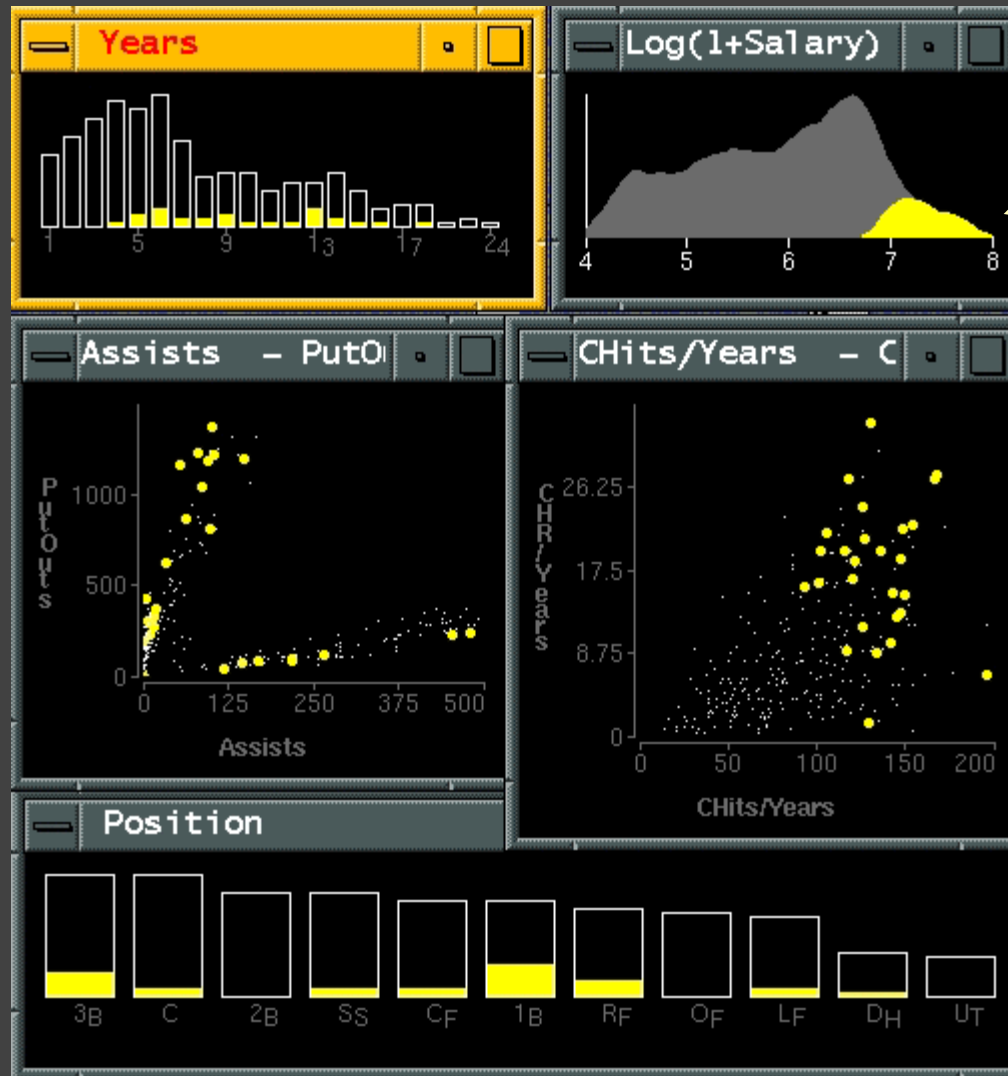 Years
1 5 9 13 17 24
Log(1+Salary)
4 5 6 7 8
Assists - PutO
PutOuts
1000
500
0
0 125 250 375 500
Assists
CHits/Years - C
CHR/Years
26.25
17.5
8.75
0
0 50 100 150 200
CHits/Years
Position
3B C 2B SS CF 1B RF OF LF DH UT